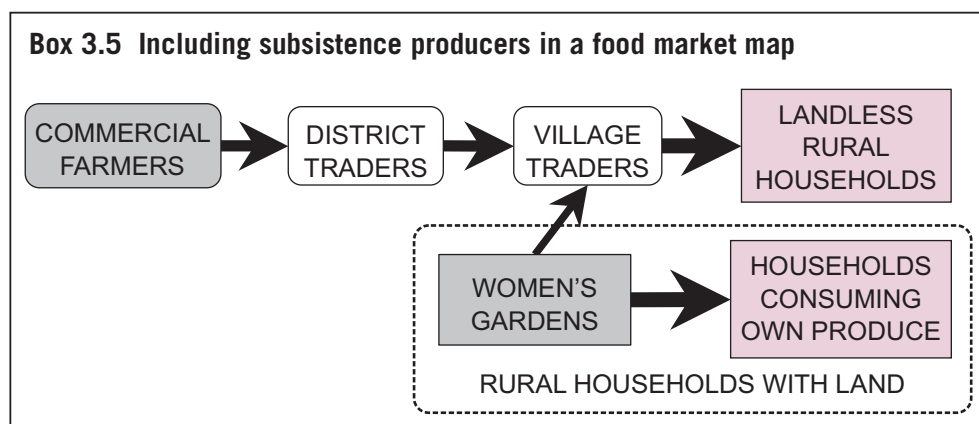 Box 3.5 Including subsistence producers in a food market map
COMMERCIAL
FARMERS
DISTRICT
TRADERS
VILLAGE
TRADERS
LANDLESS
RURAL
HOUSEHOLDS
WOMEN'S
GARDENS
HOUSEHOLDS
CONSUMING
OWN PRODUCE
RURAL HOUSEHOLDS WITH LAND